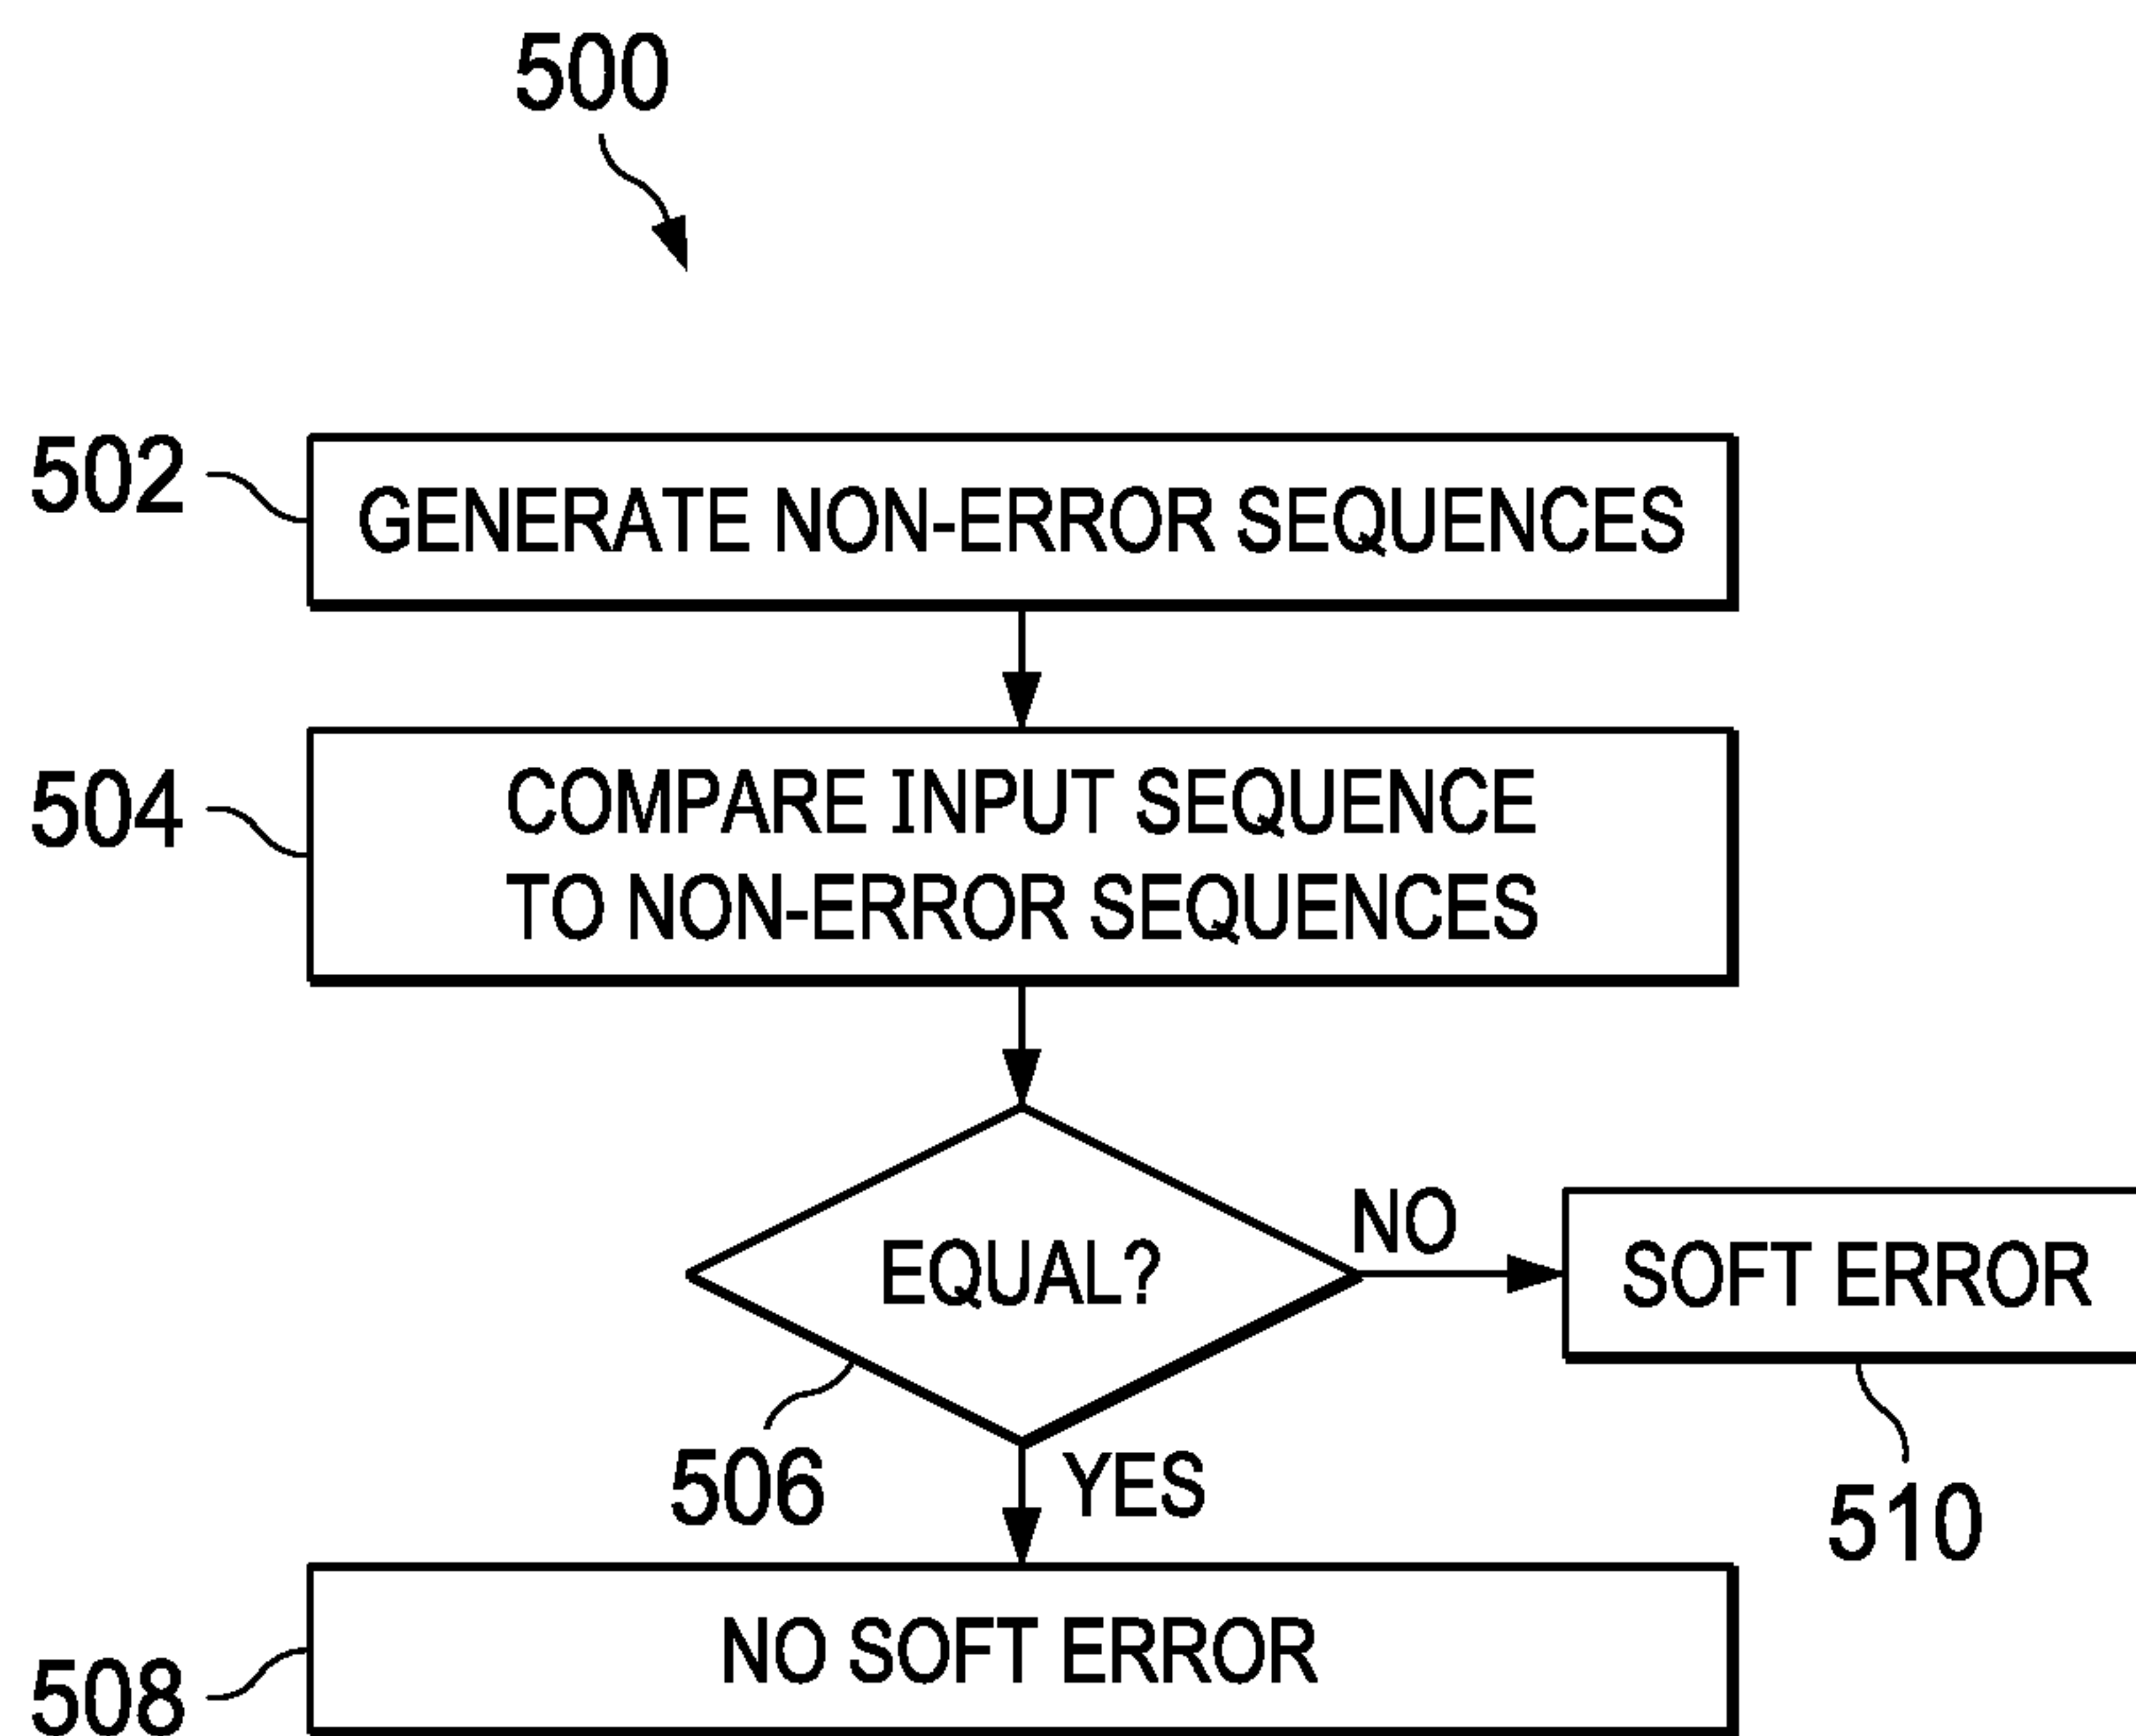 500
502
GENERATE NON-ERROR SEQUENCES
504
COMPARE INPUT SEQUENCE
TO NON-ERROR SEQUENCES
EQUAL?
NO
SOFT ERROR
506
YES
510
508
NO SOFT ERROR